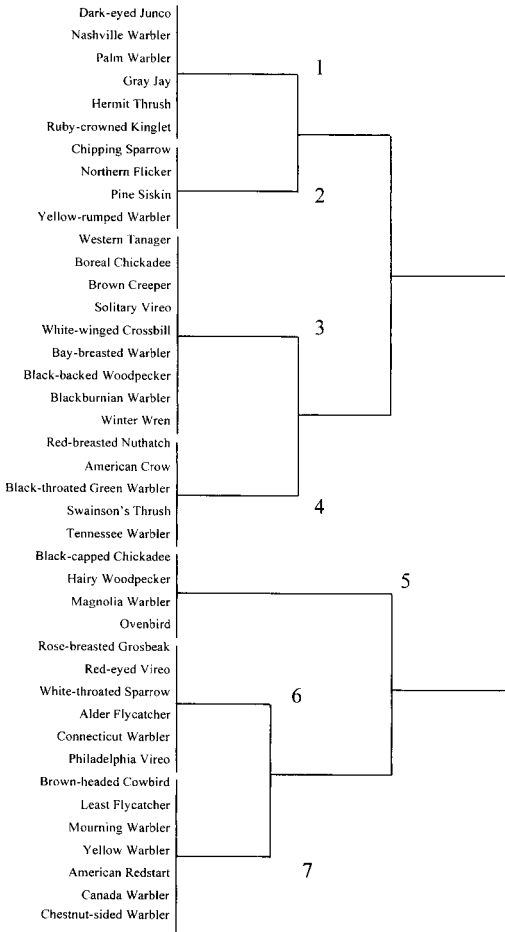 Dark-eyed Junco
Nashville Warbler
Palm Warbler
1
Gray Jay
Hermit Thrush
Ruby-crowned Kinglet
Chipping Sparrow
Northern Flicker
Pine Siskin
2
Yellow-rumped Warbler
Western Tanager
Boreal Chickadee
Brown Creeper
Solitary Vireo
White-winged Crossbill
3
Bay-breasted Warbler
Black-backed Woodpecker
Blackburnian Warbler
Winter Wren
Red-breasted Nuthatch
American Crow
Black-throated Green Warbler
Swainson's Thrush
4
Tennessee Warbler
Black-capped Chickadee
Hairy Woodpecker
5
Magnolia Warbler
Ovenbird
Rose-breasted Grosbeak
Red-eyed Vireo
White-throated Sparrow
6
Alder Flycatcher
Connecticut Warbler
Philadelphia Vireo
Brown-headed Cowbird
Least Flycatcher
Mourning Warbler
Yellow Warbler
American Redstart
7
Canada Warbler
Chestnut-sided Warbler